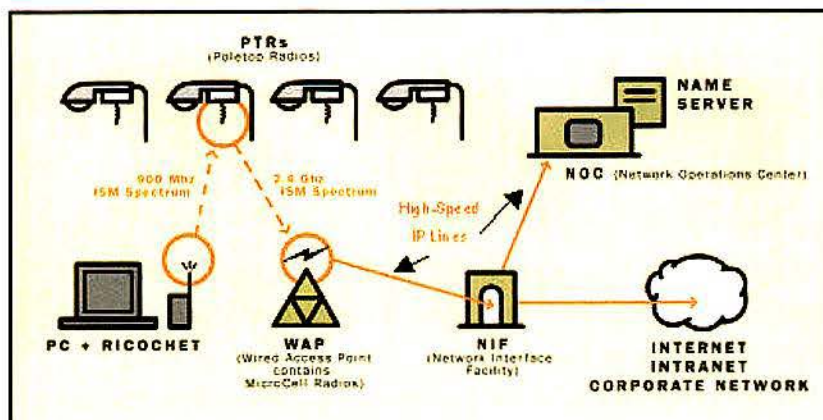 PTRs
(Poletop Radios)
NAME
SERVER
NOC (Network Operations Center)
900 Mhz
ISM Spectrum
2.4 Ghz
ISM Spectrum
High-Speed
IP Lines
PC + RICOCHET
WAP
(Wired Access Point
contains
MicroCell Radios)
NIF
(Network Interface
Facility)
INTERNET
INTRANET
CORPORATE NETWORK